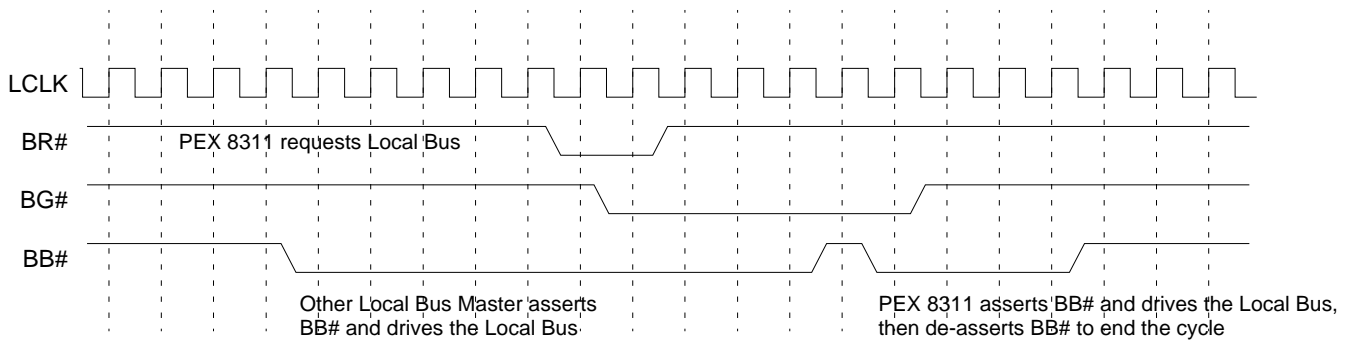 LCLK
BR#
PEX 8311 requests Local Bus
BG#
BB#
Other Local Bus Master asserts
BB# and drives the Local Bus
PEX 8311 asserts BB# and drives the Local Bus,
then de-asserts BB# to end the cycle